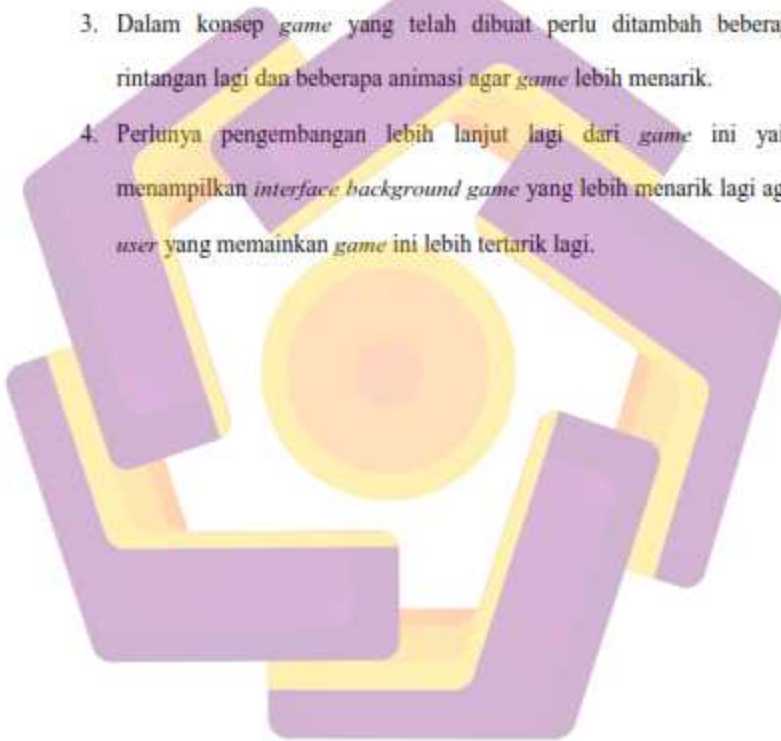 3. Dalam konsep game yang telah dibuat perlu ditambah bebera
rintangan lagi dan beberapa animasi agar game lebih menarik.
4. Perlunya pengembangan lebih lanjut lagi dari game ini yai
menampilkan interface background game yang lebih menarik lagi ag
user yang memainkan game ini lebih tertarik lagi.